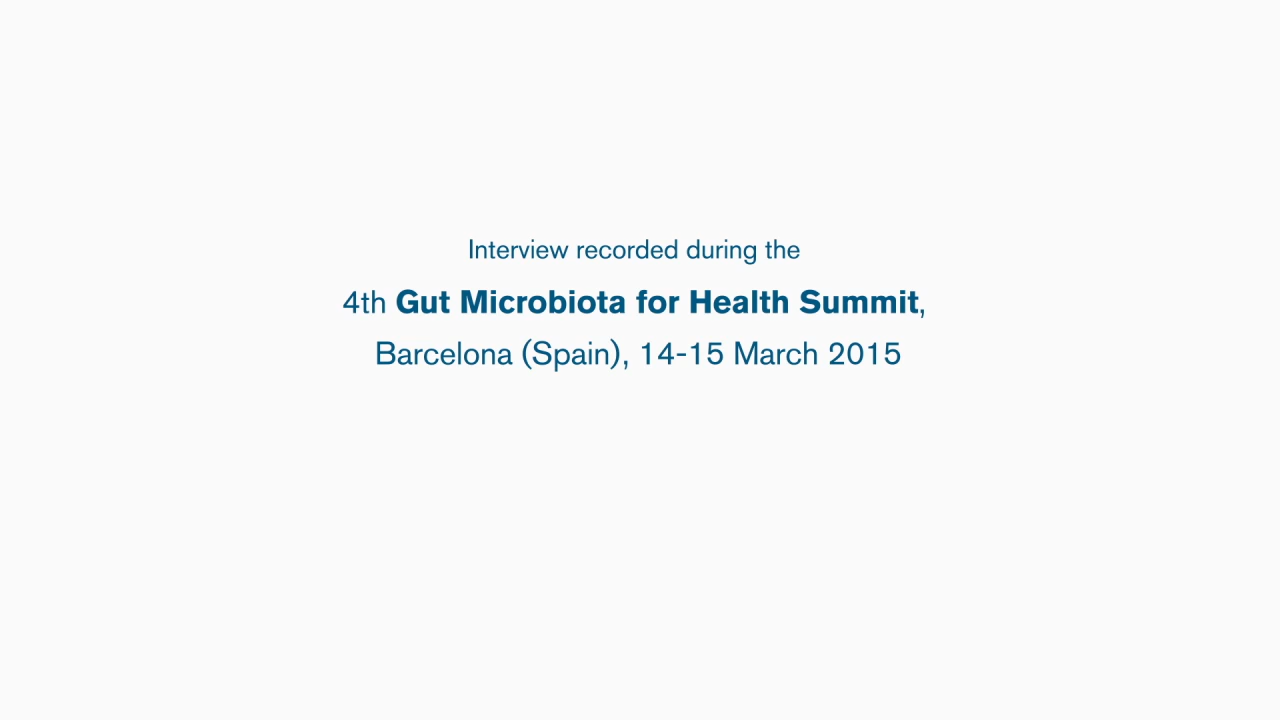 Interview recorded during the
4th Gut Microbiota for Health Summit,
Barcelona (Spain), 14-15 March 2015